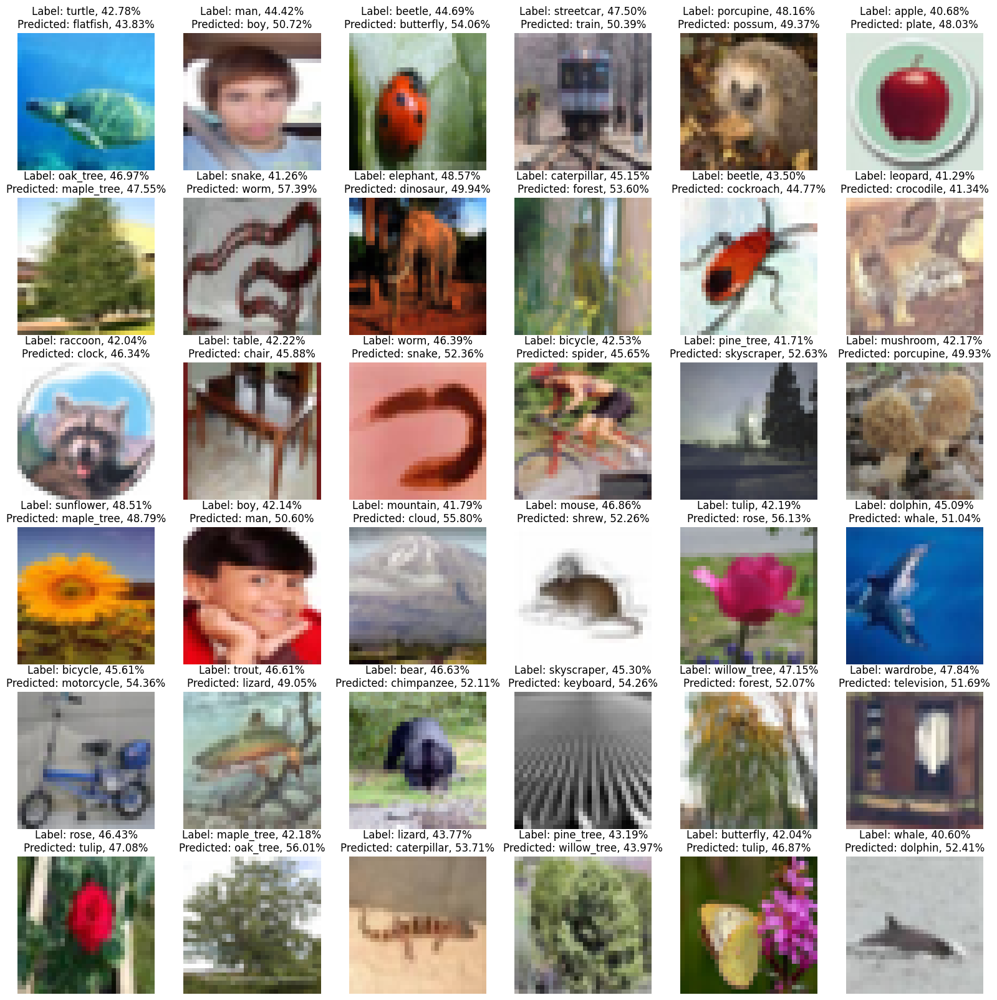 Label: turtle, 42.78%
Predicted: flatfish, 43.83%
Label: man, 44.42%
Predicted: boy, 50.72%
Label: beetle, 44.69%
Predicted: butterfly, 54.06%
Label: streetcar, 47.50%
Predicted: train, 50.39%
Label: porcupine, 48.16%
Predicted: possum, 49.37%
Label: apple, 40.68%
Predicted: plate, 48.03%
Label: oak_tree, 46.97%
Predicted: maple_tree, 47.55%
Label: snake, 41.26%
Predicted: worm, 57.39%
Label: elephant, 48.57%
Predicted: dinosaur, 49.94%
Label: caterpillar, 45.15%
Predicted: forest, 53.60%
Label: beetle, 43.50%
Predicted: cockroach, 44.77%
Label: leopard, 41.29%
Predicted: crocodile, 41.34%
Label: raccoon, 42.04%
Predicted: clock, 46.34%
Label: table, 42.22%
Predicted: chair, 45.88%
Label: worm, 46.39%
Predicted: snake, 52.36%
Label: bicycle, 42.53%
Predicted: spider, 45.65%
Label: pine_tree, 41.71%
Predicted: skyscraper, 52.63%
Label: mushroom, 42.17%
Predicted: porcupine, 49.93%
Label: sunflower, 48.51%
Predicted: maple_tree, 48.79%
Label: boy, 42.14%
Predicted: man, 50.60%
Label: mountain, 41.79%
Predicted: cloud, 55.80%
Label: mouse, 46.86%
Predicted: shrew, 52.26%
Label: tulip, 42.19%
Predicted: rose, 56.13%
Label: dolphin, 45.09%
Predicted: whale, 51.04%
Label: bicycle, 45.61%
Predicted: motorcycle, 54.36%
Label: trout, 46.61%
Predicted: lizard, 49.05%
Label: bear, 46.63%
Predicted: chimpanzee, 52.11%
Label: skyscraper, 45.30%
Predicted: keyboard, 54.26%
Label: willow_tree, 47.15%
Predicted: forest, 52.07%
Label: wardrobe, 47.84%
Predicted: television, 51.69%
Label: rose, 46.43%
Predicted: tulip, 47.08%
Label: maple_tree, 42.18%
Predicted: oak_tree, 56.01%
Label: lizard, 43.77%
Predicted: caterpillar, 53.71%
Label: pine_tree, 43.19%
Predicted: willow_tree, 43.97%
Label: butterfly, 42.04%
Predicted: tulip, 46.87%
Label: whale, 40.60%
Predicted: dolphin, 52.41%